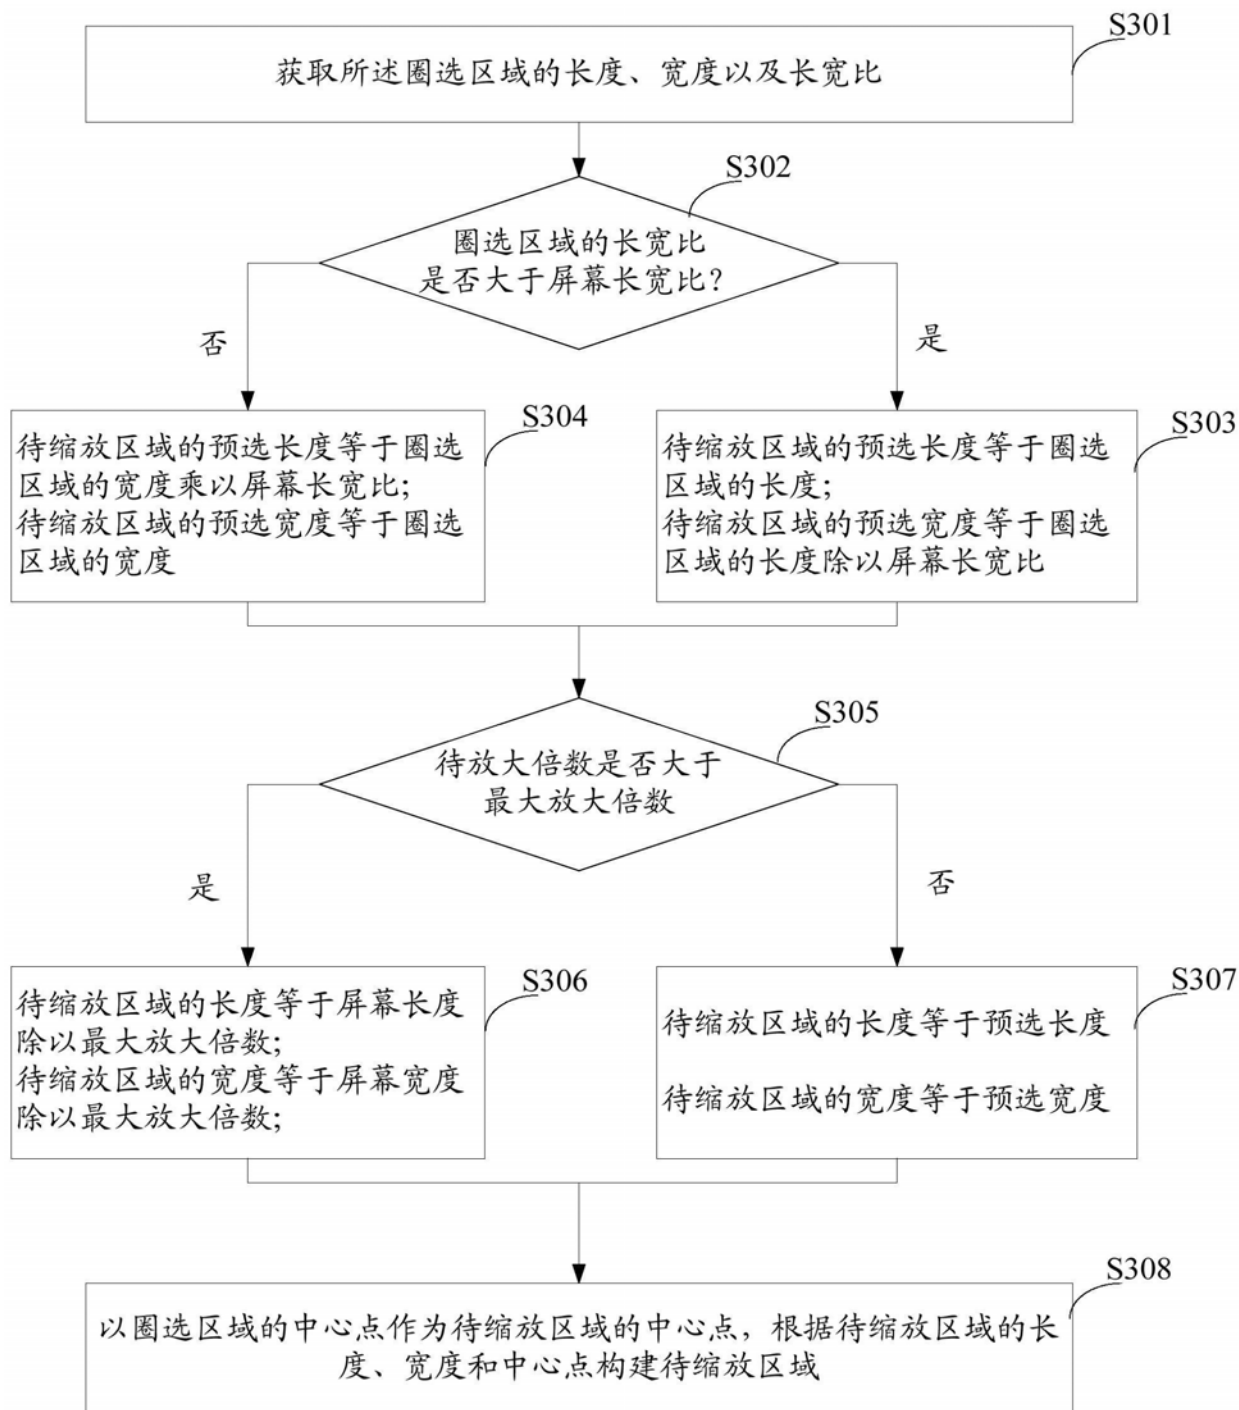 S301
获取所述圈选区域的长度、宽度以及长宽比
S302
圈选区域的长宽比
是否大于屏幕长宽比?
否
是
S304
待缩放区域的预选长度等于圈选
区域的宽度乘以屏幕长宽比;
待缩放区域的预选宽度等于圈选
区域的宽度
S303
待缩放区域的预选长度等于圈选
区域的长度;
待缩放区域的预选宽度等于圈选
区域的长度除以屏幕长宽比
S305
待放大倍数是否大于
最大放大倍数
是
否
S306
待缩放区域的长度等于屏幕长度
除以最大放大倍数;
待缩放区域的宽度等于屏幕宽度
除以最大放大倍数;
S307
待缩放区域的长度等于预选长度
待缩放区域的宽度等于预选宽度
S308
以圈选区域的中心点作为待缩放区域的中心点，根据待缩放区域的长
度、宽度和中心点构建待缩放区域